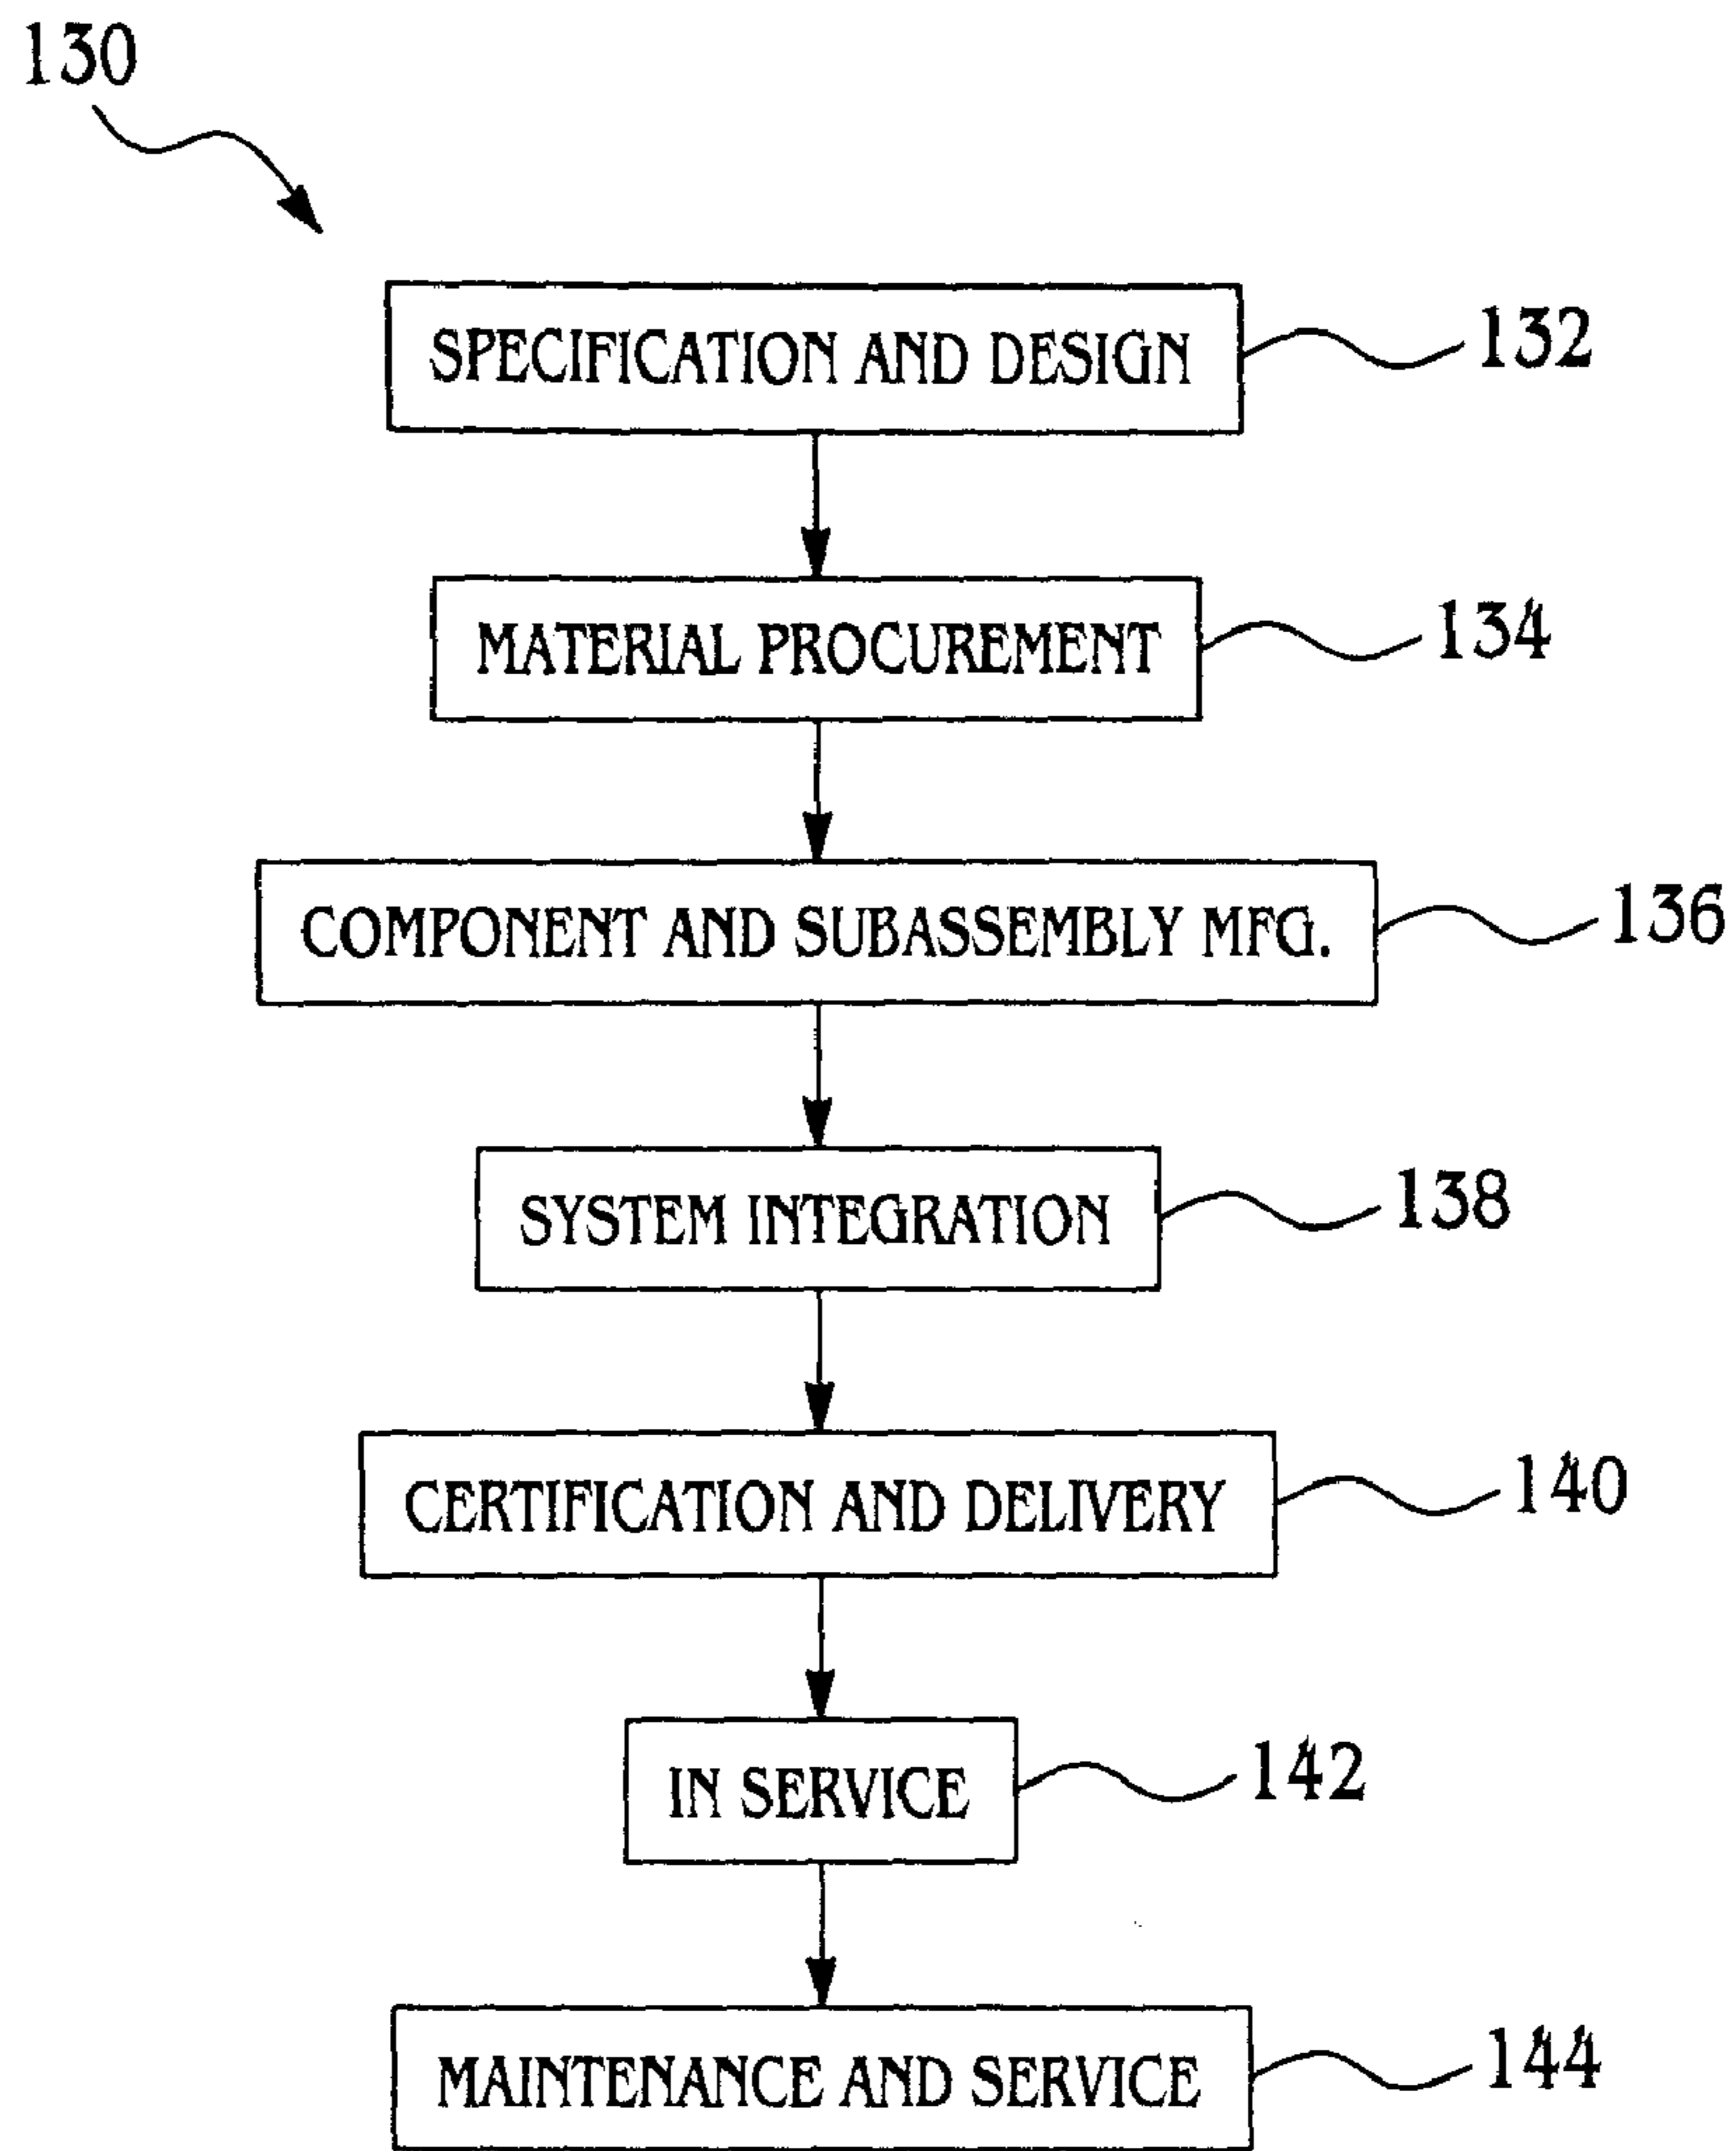 130
SPECIFICATION AND DESIGN 132
MATERIAL PROCUREMENT 134
COMPONENT AND SUBASSEMBLY MFG. 136
SYSTEM INTEGRATION 138
CERTIFICATION AND DELIVERY 140
IN SERVICE 142
MAINTENANCE AND SERVICE 144